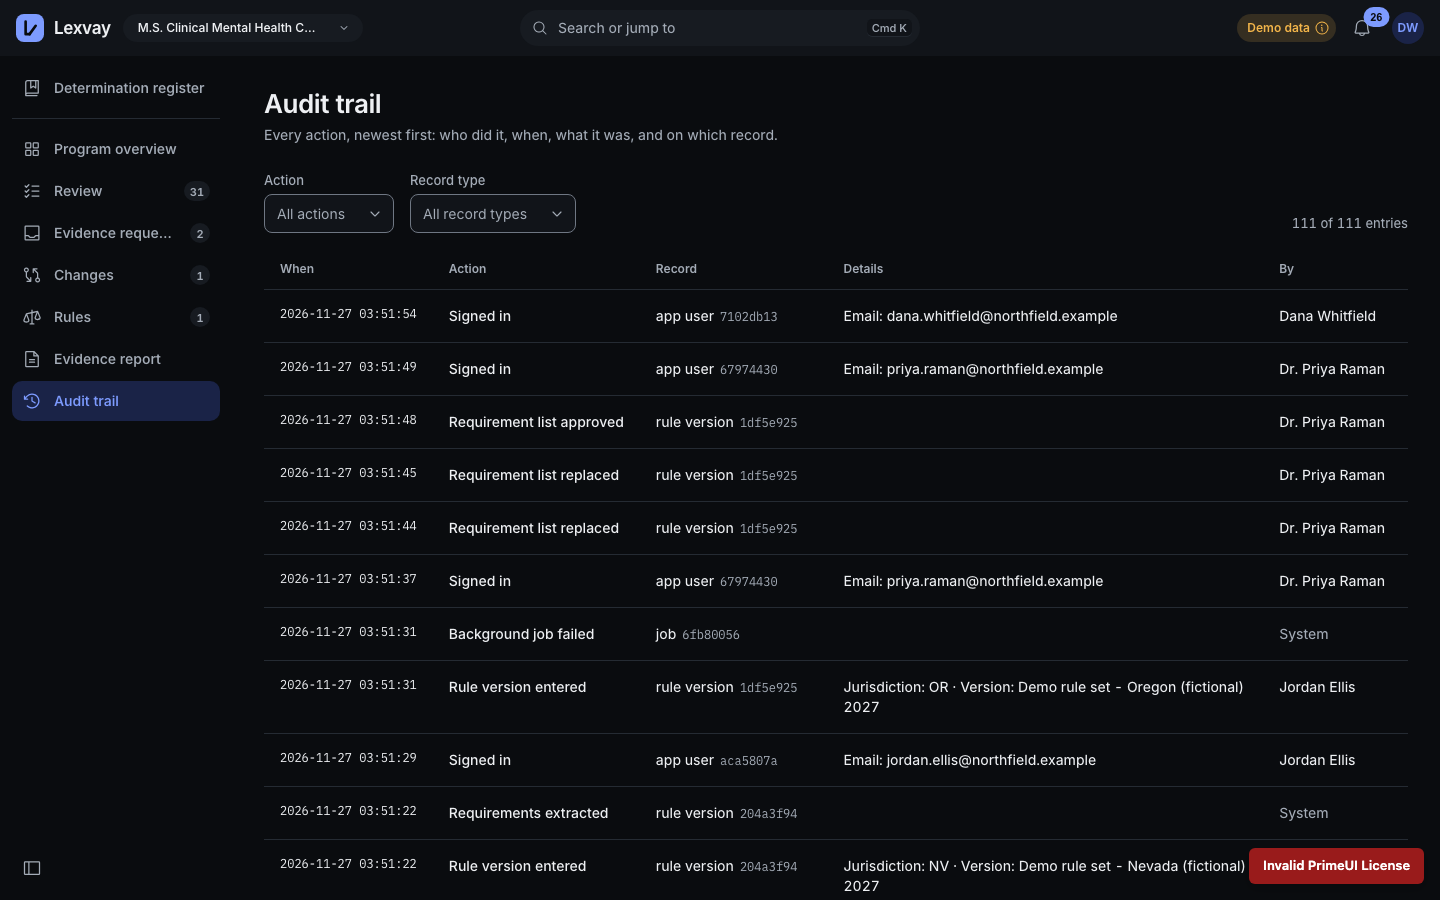 Lexvay
M.S. Clinical Mental Health C...
Search or jump to
Cmd K
Demo data
26
DW
Determination register
Program overview
Review 31
Evidence reque... 2
Changes 1
Rules 1
Evidence report
Audit trail
Audit trail
Every action, newest first: who did it, when, what it was, and on which record.
Action Record type
All actions All record types
111 of 111 entries
When Action Record Details By
2026-11-27 03:51:54 Signed in app user 7102db13 Email: dana.whitfield@northfield.example Dana Whitfield
2026-11-27 03:51:49 Signed in app user 67974430 Email: priya.raman@northfield.example Dr. Priya Raman
2026-11-27 03:51:48 Requirement list approved rule version 1df5e925 Dr. Priya Raman
2026-11-27 03:51:45 Requirement list replaced rule version 1df5e925 Dr. Priya Raman
2026-11-27 03:51:44 Requirement list replaced rule version 1df5e925 Dr. Priya Raman
2026-11-27 03:51:37 Signed in app user 67974430 Email: priya.raman@northfield.example Dr. Priya Raman
2026-11-27 03:51:31 Background job failed job 6fb80056 System
2026-11-27 03:51:31 Rule version entered rule version 1df5e925 Jurisdiction: OR · Version: Demo rule set - Oregon (fictional) Jordan Ellis
2027
2026-11-27 03:51:29 Signed in app user aca5807a Email: jordan.ellis@northfield.example Jordan Ellis
2026-11-27 03:51:22 Requirements extracted rule version 204a3f94 System
2026-11-27 03:51:22 Rule version entered rule version 204a3f94 Jurisdiction: NV · Version: Demo rule set - Nevada (fictional)
2027
Invalid PrimeUI License